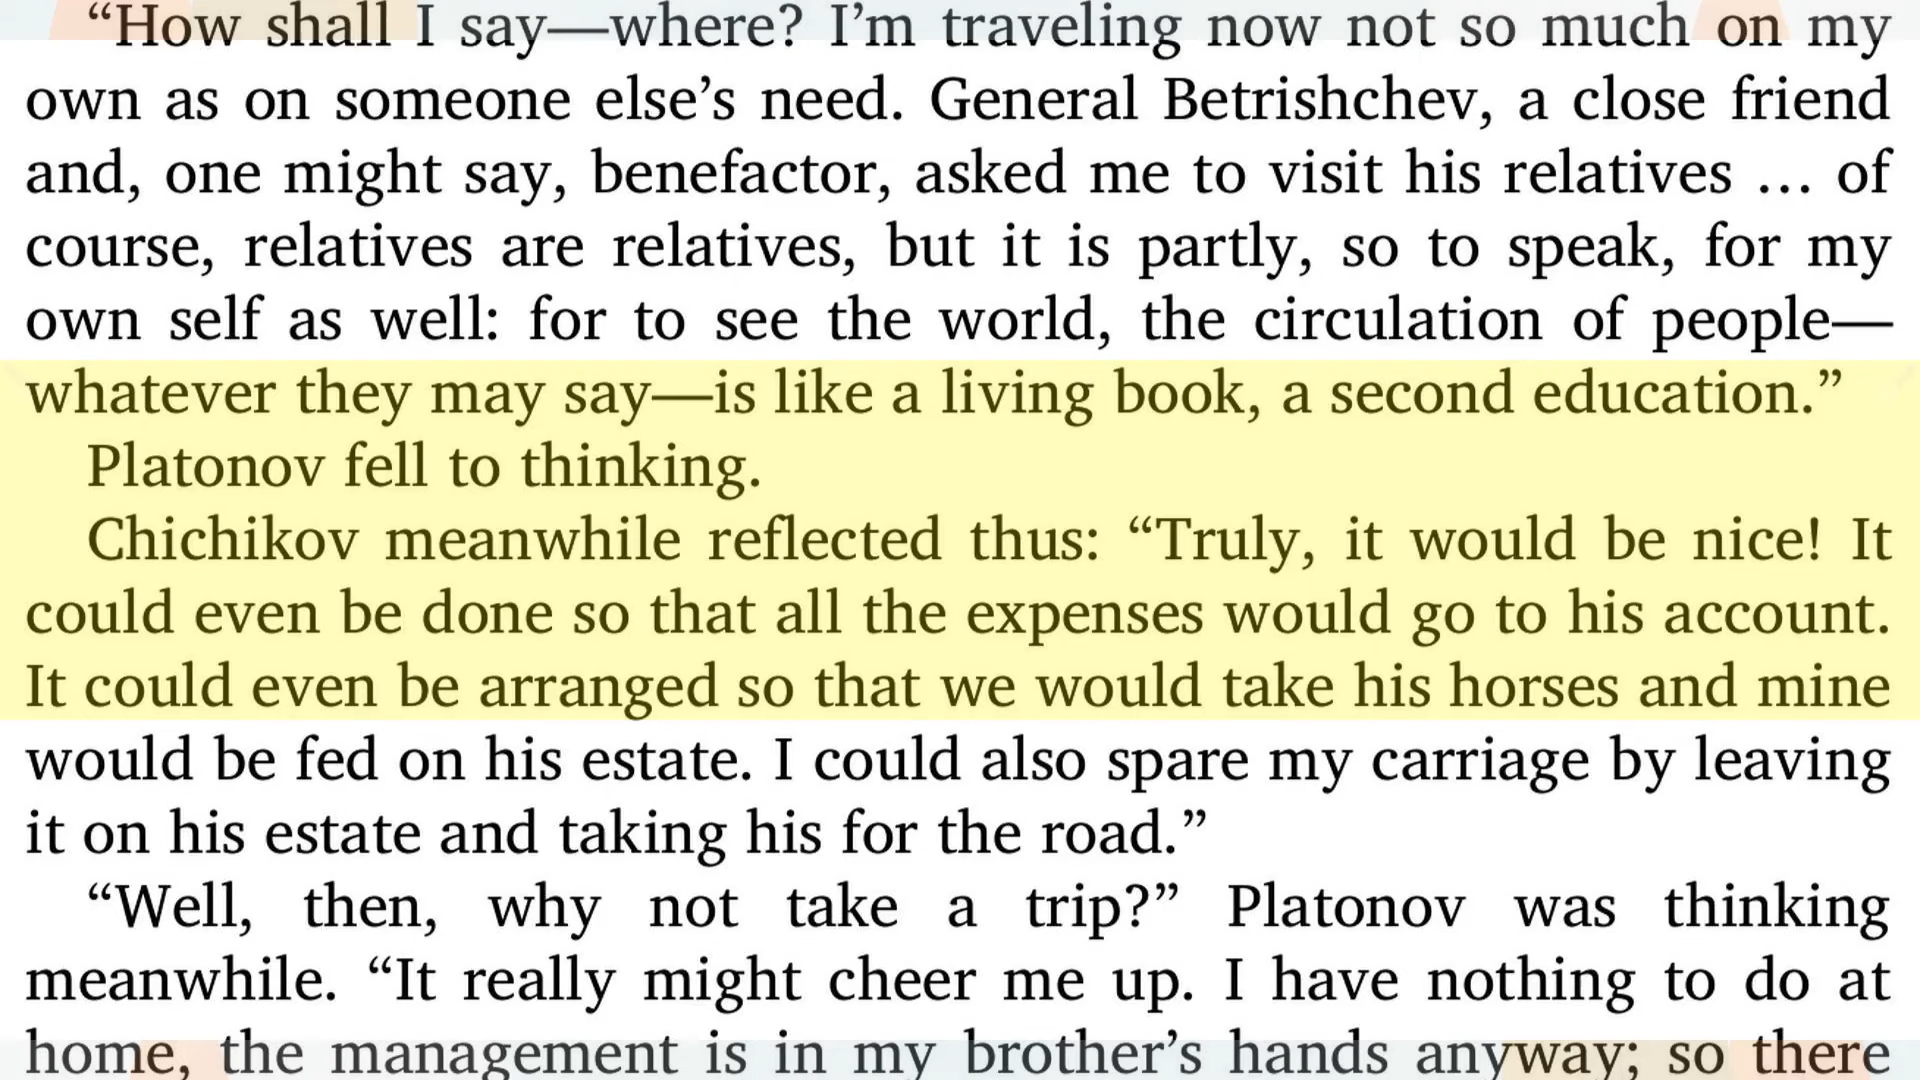 “How shall I say—where? I’m traveling now not so much on my
own as on someone else’s need. General Betrishchev, a close friend
and, one might say, benefactor, asked me to visit his relatives … of
course, relatives are relatives, but it is partly, so to speak, for my
own self as well: for to see the world, the circulation of people—
whatever they may say—is like a living book, a second education.”
Platonov fell to thinking.
Chichikov meanwhile reflected thus: “Truly, it would be nice! It
could even be done so that all the expenses would go to his account.
It could even be arranged so that we would take his horses and mine
would be fed on his estate. I could also spare my carriage by leaving
it on his estate and taking his for the road.”
“Well, then, why not take a trip?” Platonov was thinking
meanwhile. “It really might cheer me up. I have nothing to do at
home, the management is in my brother’s hands anyway; so there